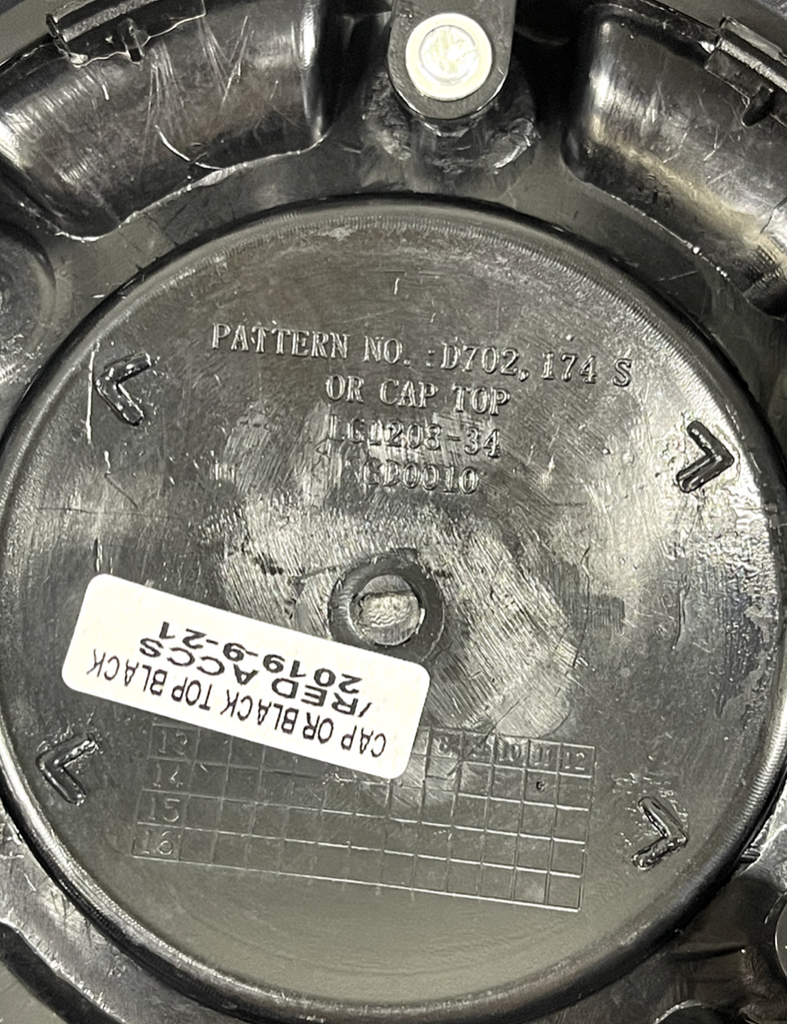 PATTERN NO. :D702, 174 S
OR CAP TOP
LG1208-34
CAP OR BLACK TOP BLACK
/RED ACCS
2019-9-21
13 10 11 12
14
15
16